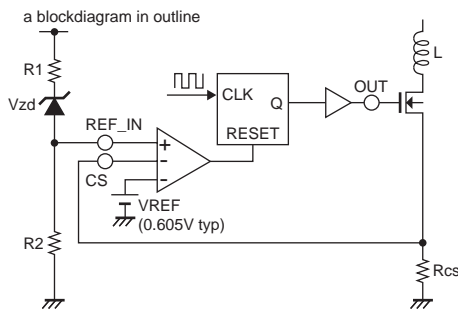 a blockdiagram in outline
R1
Vzd
REF_IN
CS
R2
VREF
(0.605V typ)
+
-
-
CLK
Q
RESET
OUT
L
Rcs